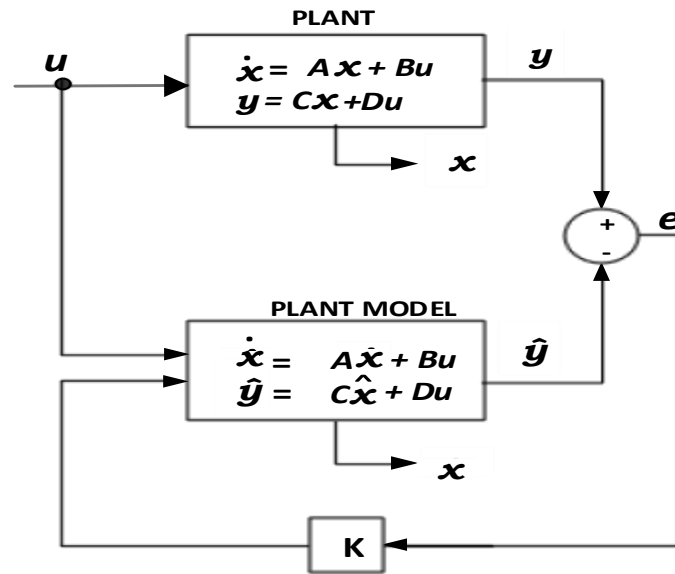 PLANT
u
ẋ = Ax + Bu
y = Cx + Du
y
x
+
-
e
PLANT MODEL
ẋ̂ = Ax̂ + Bu
ŷ = Cx̂ + Du
ŷ
x
K